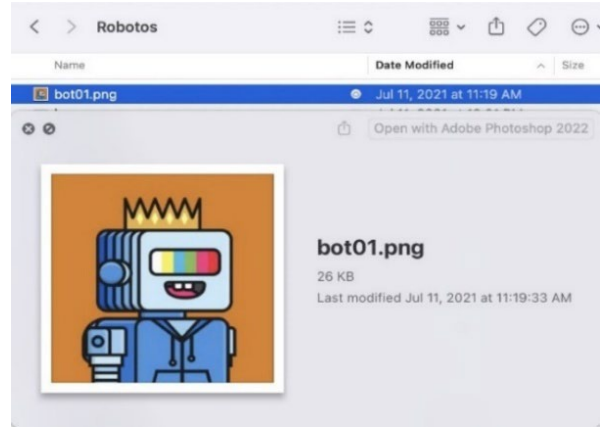 Robotos
Name Date Modified Size
bot01.png Jul 11, 2021 at 11:19 AM
Open with Adobe Photoshop 2022
bot01.png
26 KB
Last modified Jul 11, 2021 at 11:19:33 AM